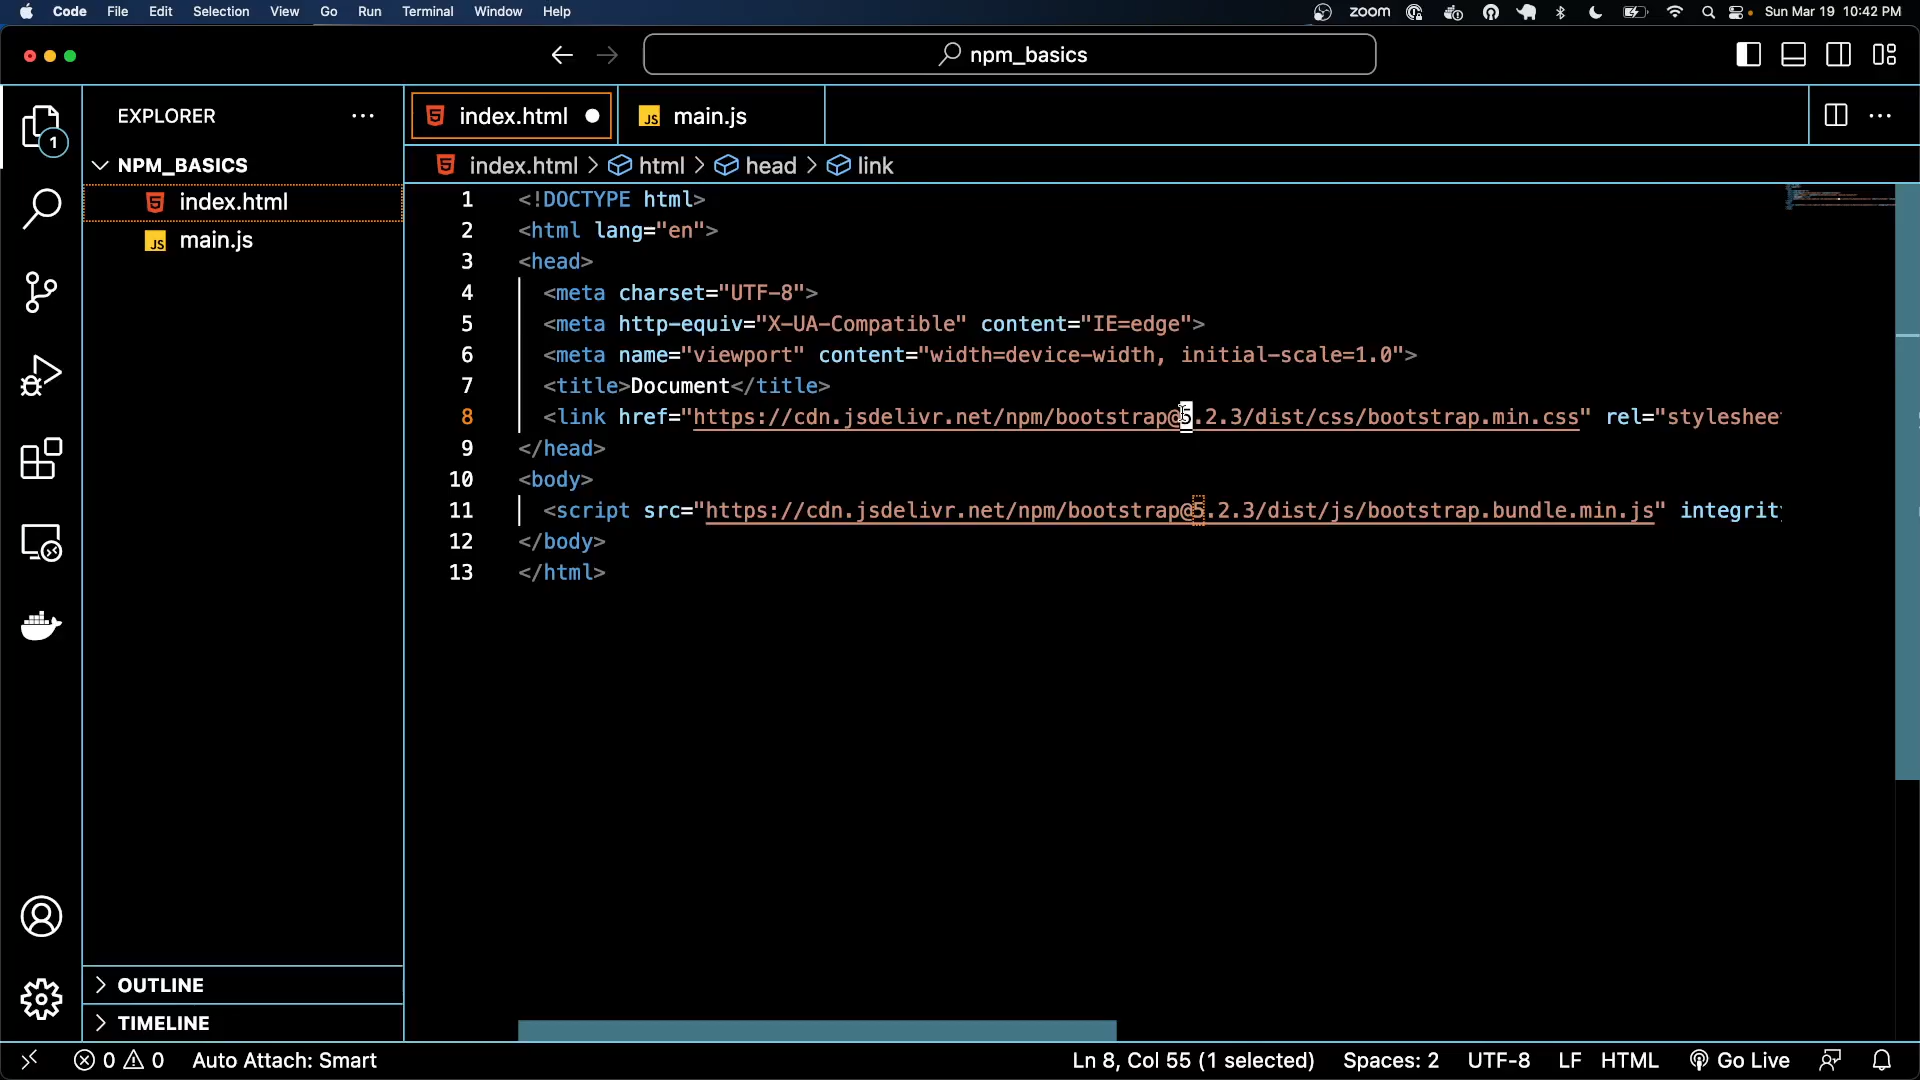 Code File Edit Selection View Go Run Terminal Window Help zoom Sun Mar 19 10:42 PM
npm_basics
EXPLORER
1
NPM_BASICS
index.html
JS main.js
index.html
JS main.js
index.html > html > head > link
1 <!DOCTYPE html>
2 <html lang="en">
3 <head>
4 <meta charset="UTF-8">
5 <meta http-equiv="X-UA-Compatible" content="IE=edge">
6 <meta name="viewport" content="width=device-width, initial-scale=1.0">
7 <title>Document</title>
8 <link href="https://cdn.jsdelivr.net/npm/bootstrap@5.2.3/dist/css/bootstrap.min.css" rel="styleshee
9 </head>
10 <body>
11 <script src="https://cdn.jsdelivr.net/npm/bootstrap@5.2.3/dist/js/bootstrap.bundle.min.js" integrit
12 </body>
13 </html>
OUTLINE
TIMELINE
0 0 Auto Attach: Smart Ln 8, Col 55 (1 selected) Spaces: 2 UTF-8 LF HTML Go Live